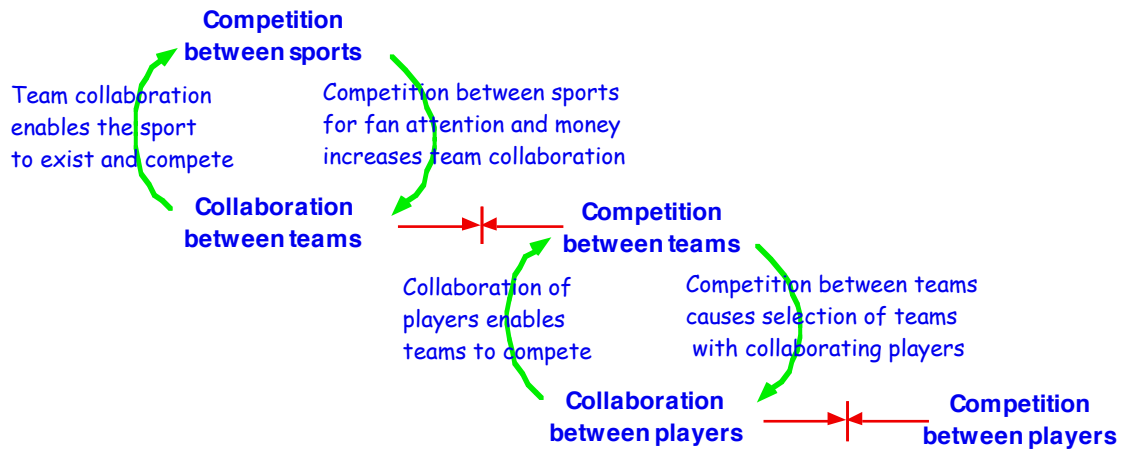 Competition
between sports
Team collaboration
enables the sport
to exist and compete
Competition between sports
for fan attention and money
increases team collaboration
Collaboration
between teams
Competition
between teams
Collaboration of
players enables
teams to compete
Competition between teams
causes selection of teams
with collaborating players
Collaboration
between players
Competition
between players